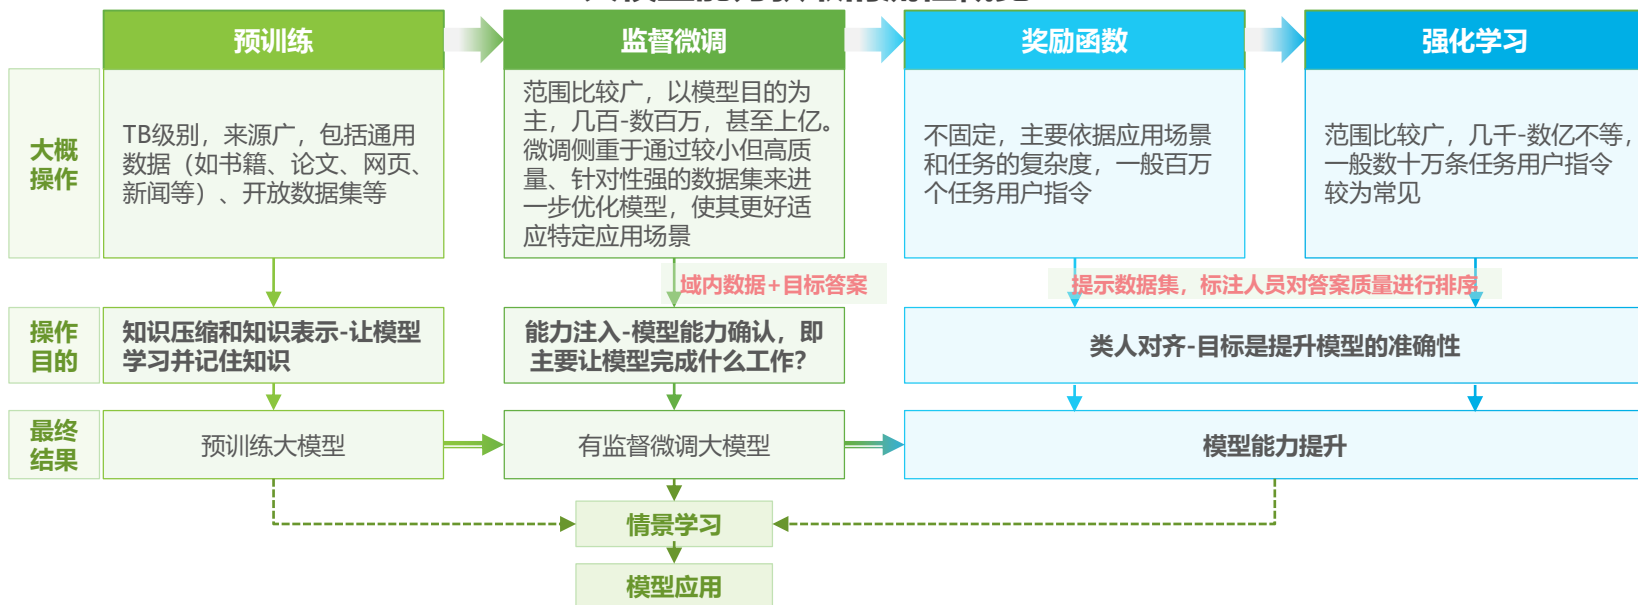 预训练
监督微调
奖励函数
强化学习
大概
操作
TB级别，来源广，包括通用
数据（如书籍、论文、网页、
新闻等）、开放数据集等
范围比较广，以模型目的为
主，几百-数百万，甚至上亿。
微调侧重于通过较小但高质
量、针对性强的数据集来进
一步优化模型，使其更好适
应特定应用场景
不固定，主要依据应用场景
和任务的复杂度，一般百万
个任务用户指令
范围比较广，几千-数亿不等，
一般数十万条任务用户指令
较为常见
域内数据+目标答案
提示数据集，标注人员对答案质量进行排序
操作
目的
知识压缩和知识表示-让模型
学习并记住知识
能力注入-模型能力确认，即
主要让模型完成什么工作？
类人对齐-目标是提升模型的准确性
最终
结果
预训练大模型
有监督微调大模型
模型能力提升
情景学习
模型应用